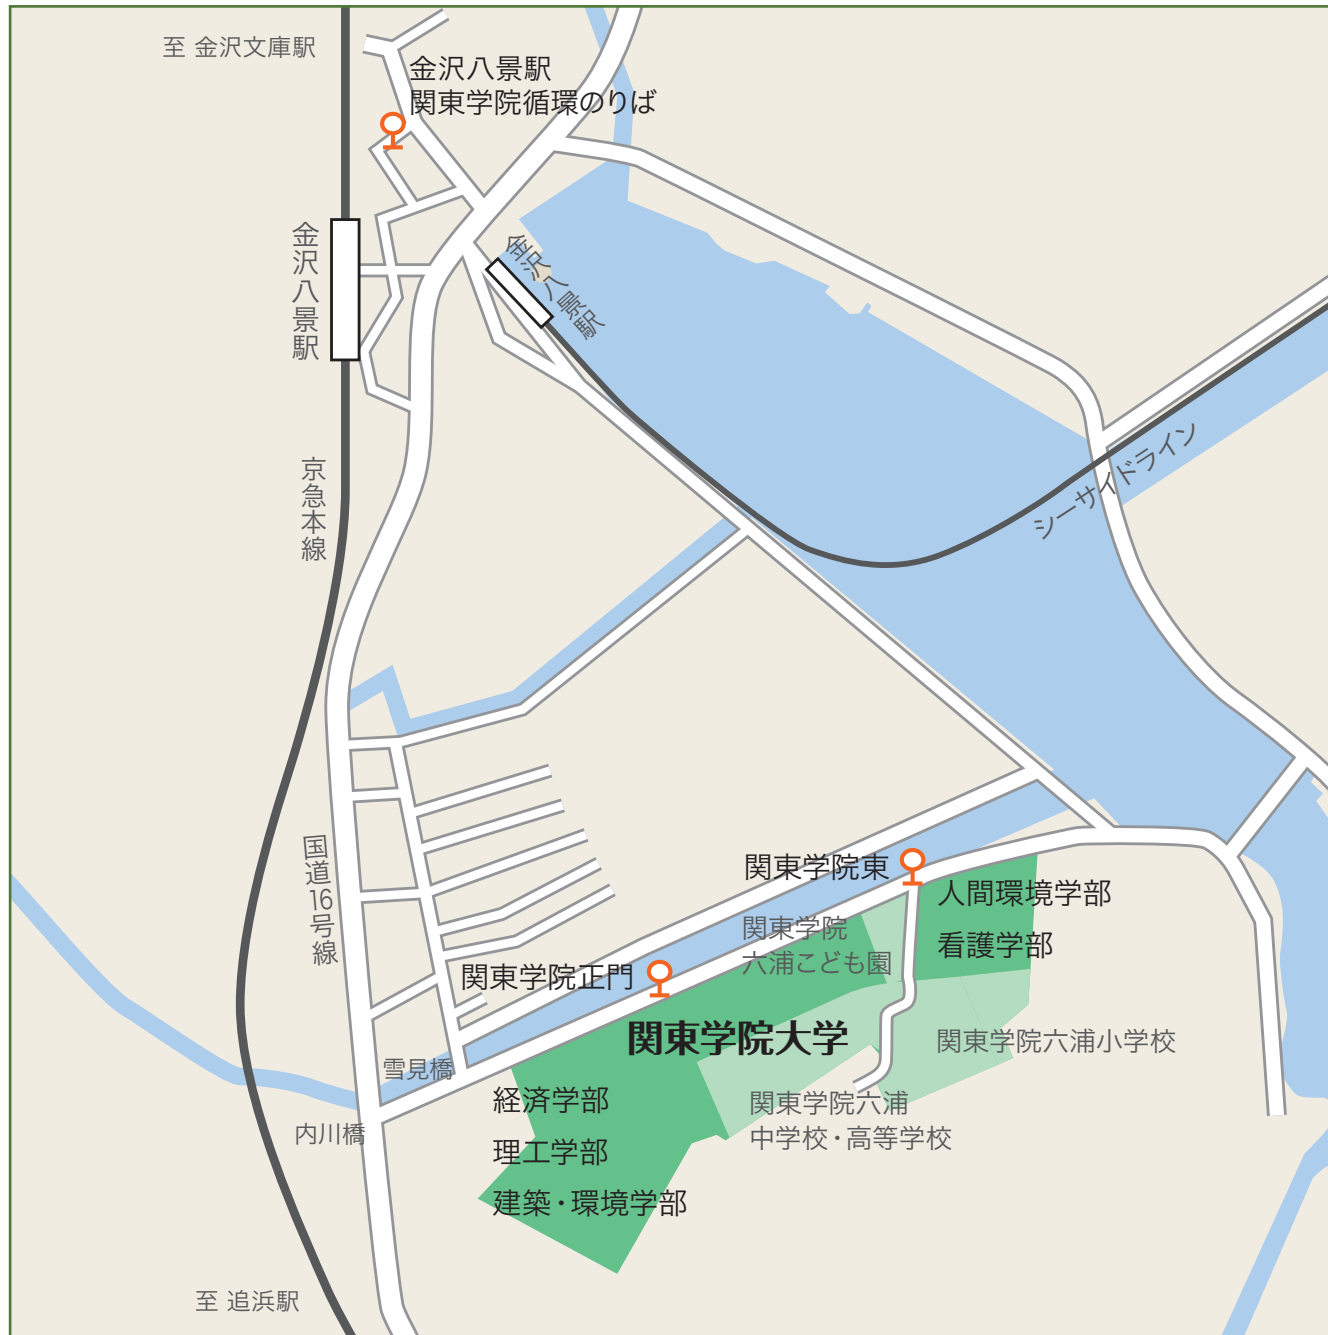 至 金沢文庫駅
金沢八景駅
関東学院循環のりば
金沢八景駅
金沢八景駅
京急本線
シーサイドライン
国道16号線
関東学院東
人間環境学部
看護学部
関東学院
六浦こども園
関東学院正門
関東学院大学
関東学院六浦小学校
雪見橋
経済学部
関東学院六浦
中学校・高等学校
内川橋
理工学部
建築・環境学部
至 追浜駅